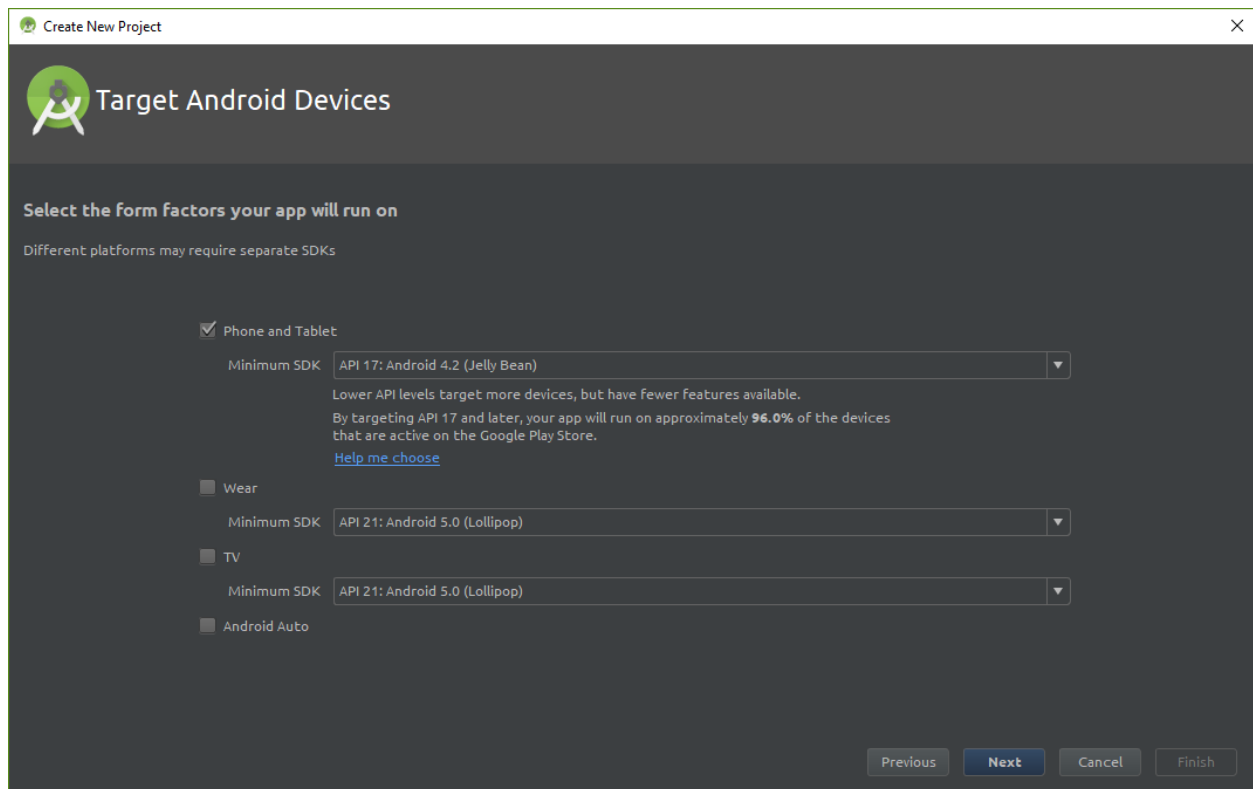 Create New Project
Target Android Devices
Select the form factors your app will run on
Different platforms may require separate SDKs
Phone and Tablet
Minimum SDK API 17: Android 4.2 (Jelly Bean)
Lower API levels target more devices, but have fewer features available.
By targeting API 17 and later, your app will run on approximately 96.0% of the devices
that are active on the Google Play Store.
Help me choose
Wear
Minimum SDK API 21: Android 5.0 (Lollipop)
TV
Minimum SDK API 21: Android 5.0 (Lollipop)
Android Auto
Previous Next Cancel Finish